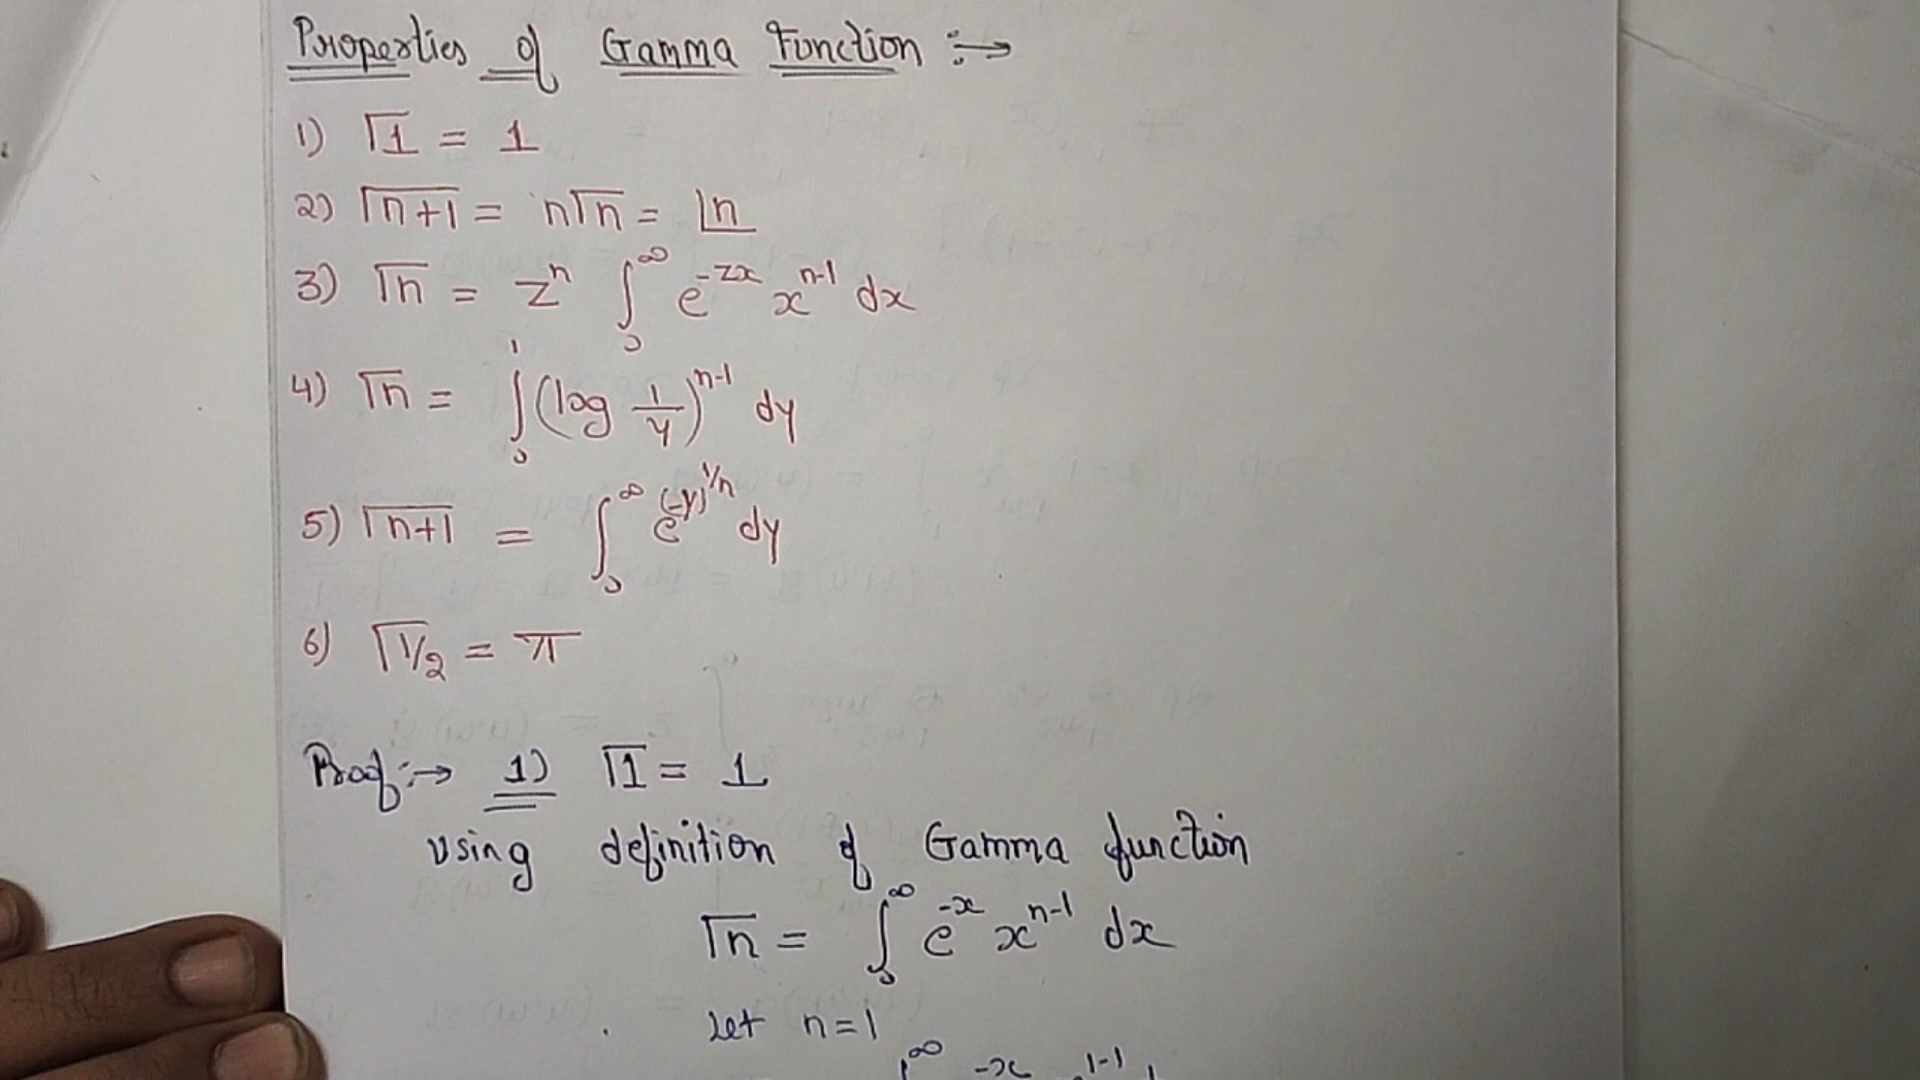 Properties of Gamma Function :→
1) Γ1 = 1
2) Γn+1 = nΓn = ⌊n
3) Γn = z^n ∫_0^∞ e^{-zx} x^{n-1} dx
4) Γn = ∫_0^1 (log 1/y)^{n-1} dy
5) Γn+1 = ∫_0^∞ e^{(-y)^{1/n}} dy
6) Γ1/2 = π
Proof :→ 1) Γ1 = 1
Using definition of Gamma function
Γn = ∫_0^∞ e^{-x} x^{n-1} dx
Let n=1